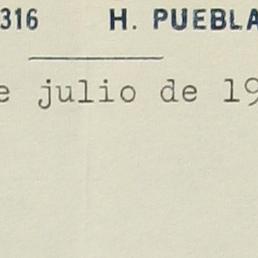 316 H. PUEBLA
e julio de 19